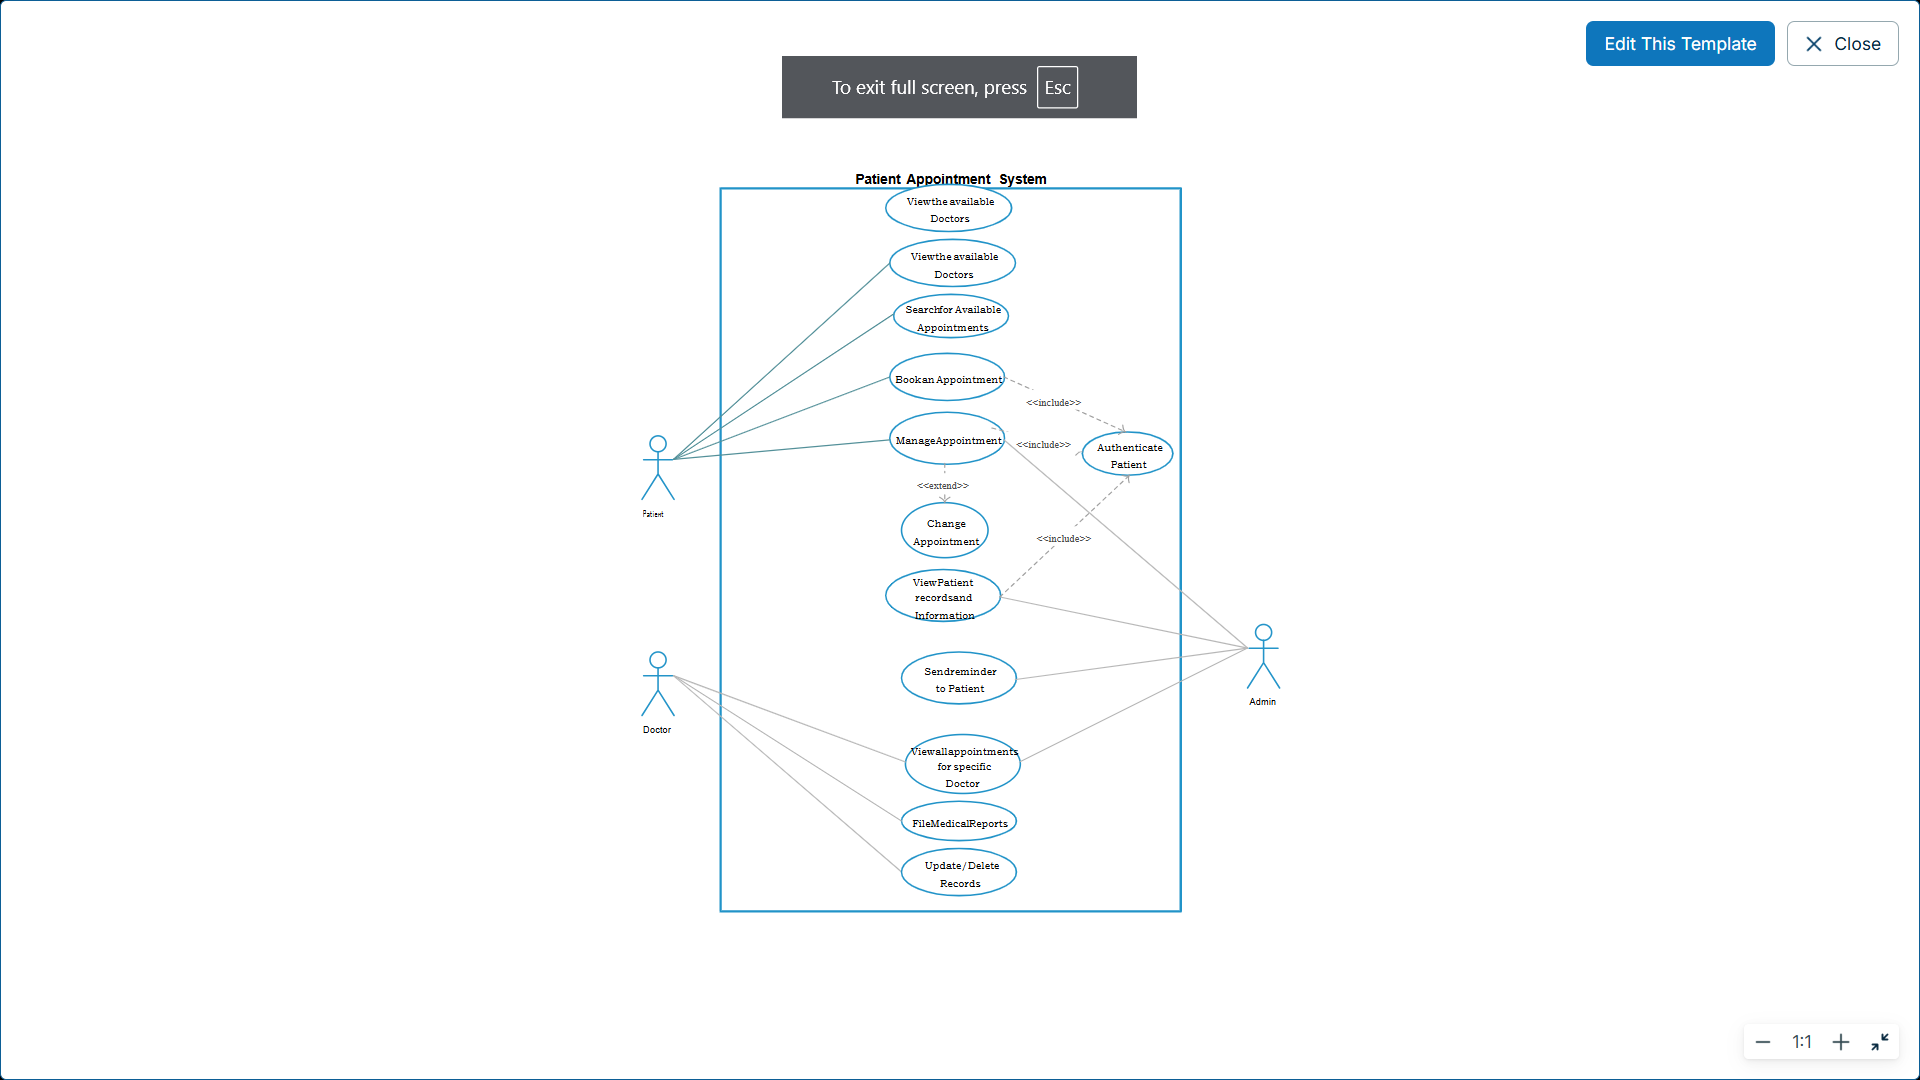 Edit This Template
Close
To exit full screen, press Esc
Patient Appointment System
Viewthe available
Doctors
Viewthe available
Doctors
Searchfor Available
Appointments
Bookan Appointment
<<include>>
ManageAppointment
<<include>>
Authenticate
Patient
<<extend>>
Patient
Change
Appointment
<<include>>
ViewPatient
recordsand
Information
Sendreminder
to Patient
Admin
Doctor
Viewallappointments
for specific
Doctor
FileMedicalReports
Update/Delete
Records
1:1